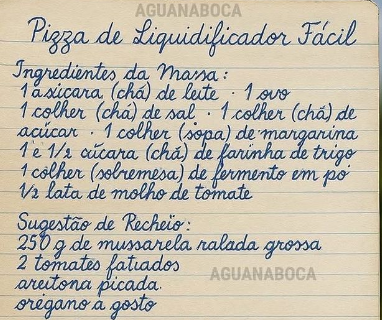 AGUANABOCA
Pizza de Liquidificador Fácil
Ingredientes da Massa:
1 axícara (chá) de leite · 1 ovo
1 colher (chá) de sal · 1 colher (chá) de
açúcar · 1 colher (sopa) de margarina
1 e 1/2 xícara (chá) de farinha de trigo
1 colher (sobremesa) de fermento em pó
1/2 lata de molho de tomate
Sugestão de Recheio:
250 g de mussarela ralada grossa
2 tomates fatiados
AGUANABOCA
azeitona picada
orégano a gosto